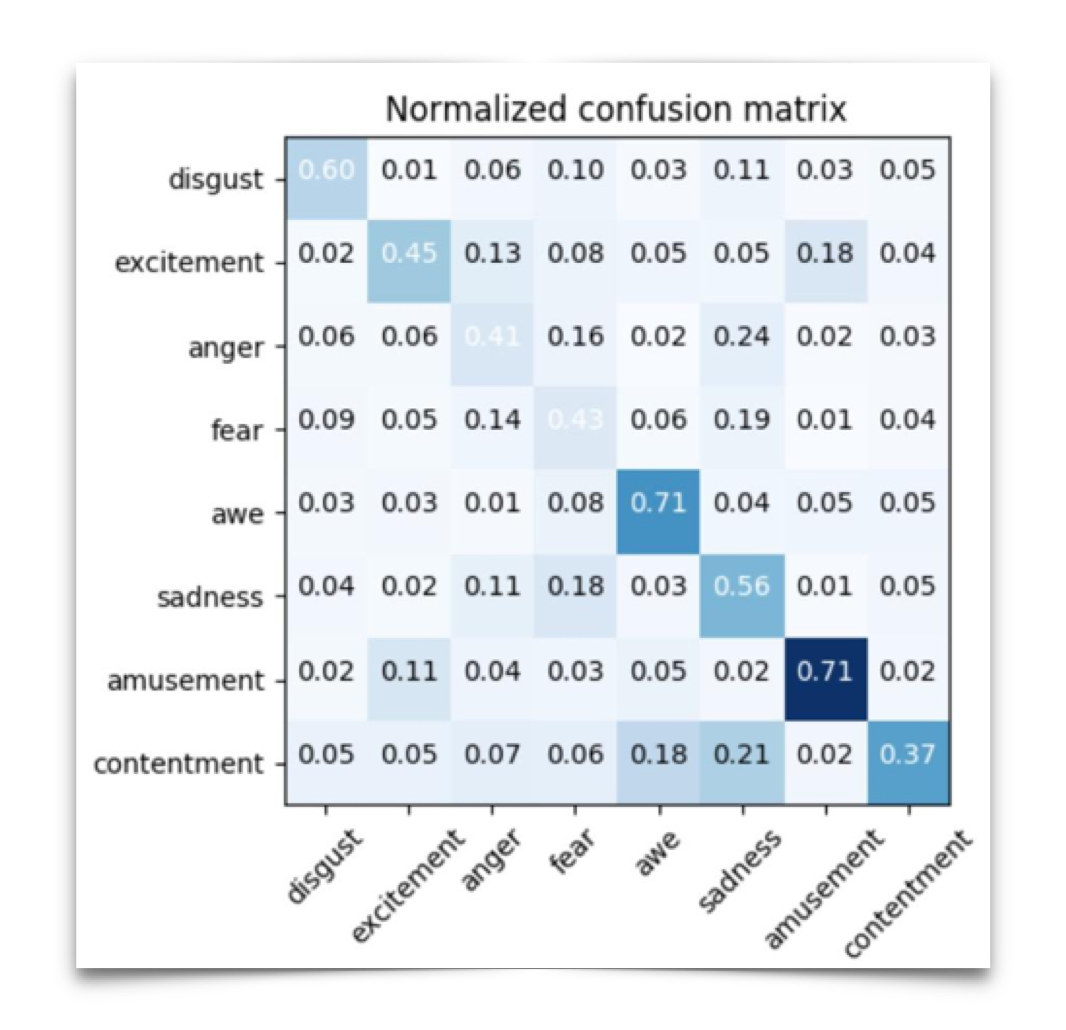 Normalized confusion matrix
disgust 0.60 0.01 0.06 0.10 0.03 0.11 0.03 0.05
excitement 0.02 0.45 0.13 0.08 0.05 0.05 0.18 0.04
anger 0.06 0.06 0.41 0.16 0.02 0.24 0.02 0.03
fear 0.09 0.05 0.14 0.43 0.06 0.19 0.01 0.04
awe 0.03 0.03 0.01 0.08 0.71 0.04 0.05 0.05
sadness 0.04 0.02 0.11 0.18 0.03 0.56 0.01 0.05
amusement 0.02 0.11 0.04 0.03 0.05 0.02 0.71 0.02
contentment 0.05 0.05 0.07 0.06 0.18 0.21 0.02 0.37
disgust excitement anger fear awe sadness amusement contentment